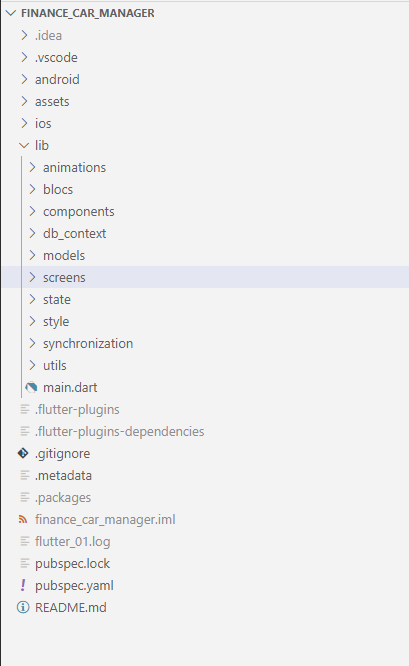 FINANCE_CAR_MANAGER
.idea
.vscode
android
assets
ios
lib
animations
blocs
components
db_context
models
screens
state
style
synchronization
utils
main.dart
.flutter-plugins
.flutter-plugins-dependencies
.gitignore
.metadata
.packages
finance_car_manager.iml
flutter_01.log
pubspec.lock
pubspec.yaml
README.md